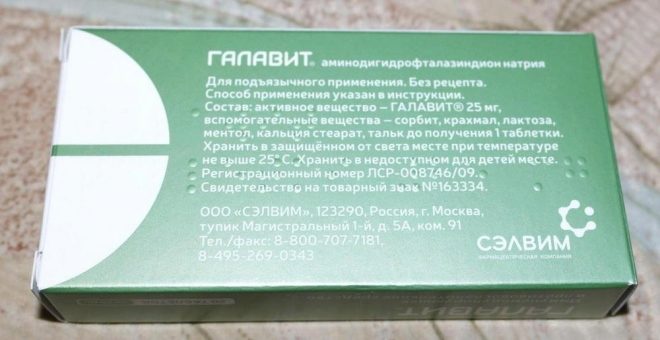 ГАЛАВИТ® аминодигидрофталазиндион натрия
Для подъязычного применения. Без рецепта.
Способ применения указан в инструкции.
Состав: активное вещество – ГАЛАВИТ® 25 мг,
вспомогательные вещества – сорбит, крахмал, лактоза,
ментол, кальция стеарат, тальк до получения 1 таблетки.
Хранить в защищённом от света месте при температуре
не выше 25°С. Хранить в недоступном для детей месте.
Регистрационный номер ЛСР-008746/09.
Свидетельство на товарный знак №163334.
ООО «СЭЛВИМ», 123290, Россия, г. Москва,
тупик Магистральный 1-й, д. 5А, ком. 91
Тел./факс: 8-800-707-7181,
8-495-269-0343
СЭЛВИМ
ФАРМАЦЕВТИЧЕСКАЯ КОМПАНИЯ
ГАЛАВИТ